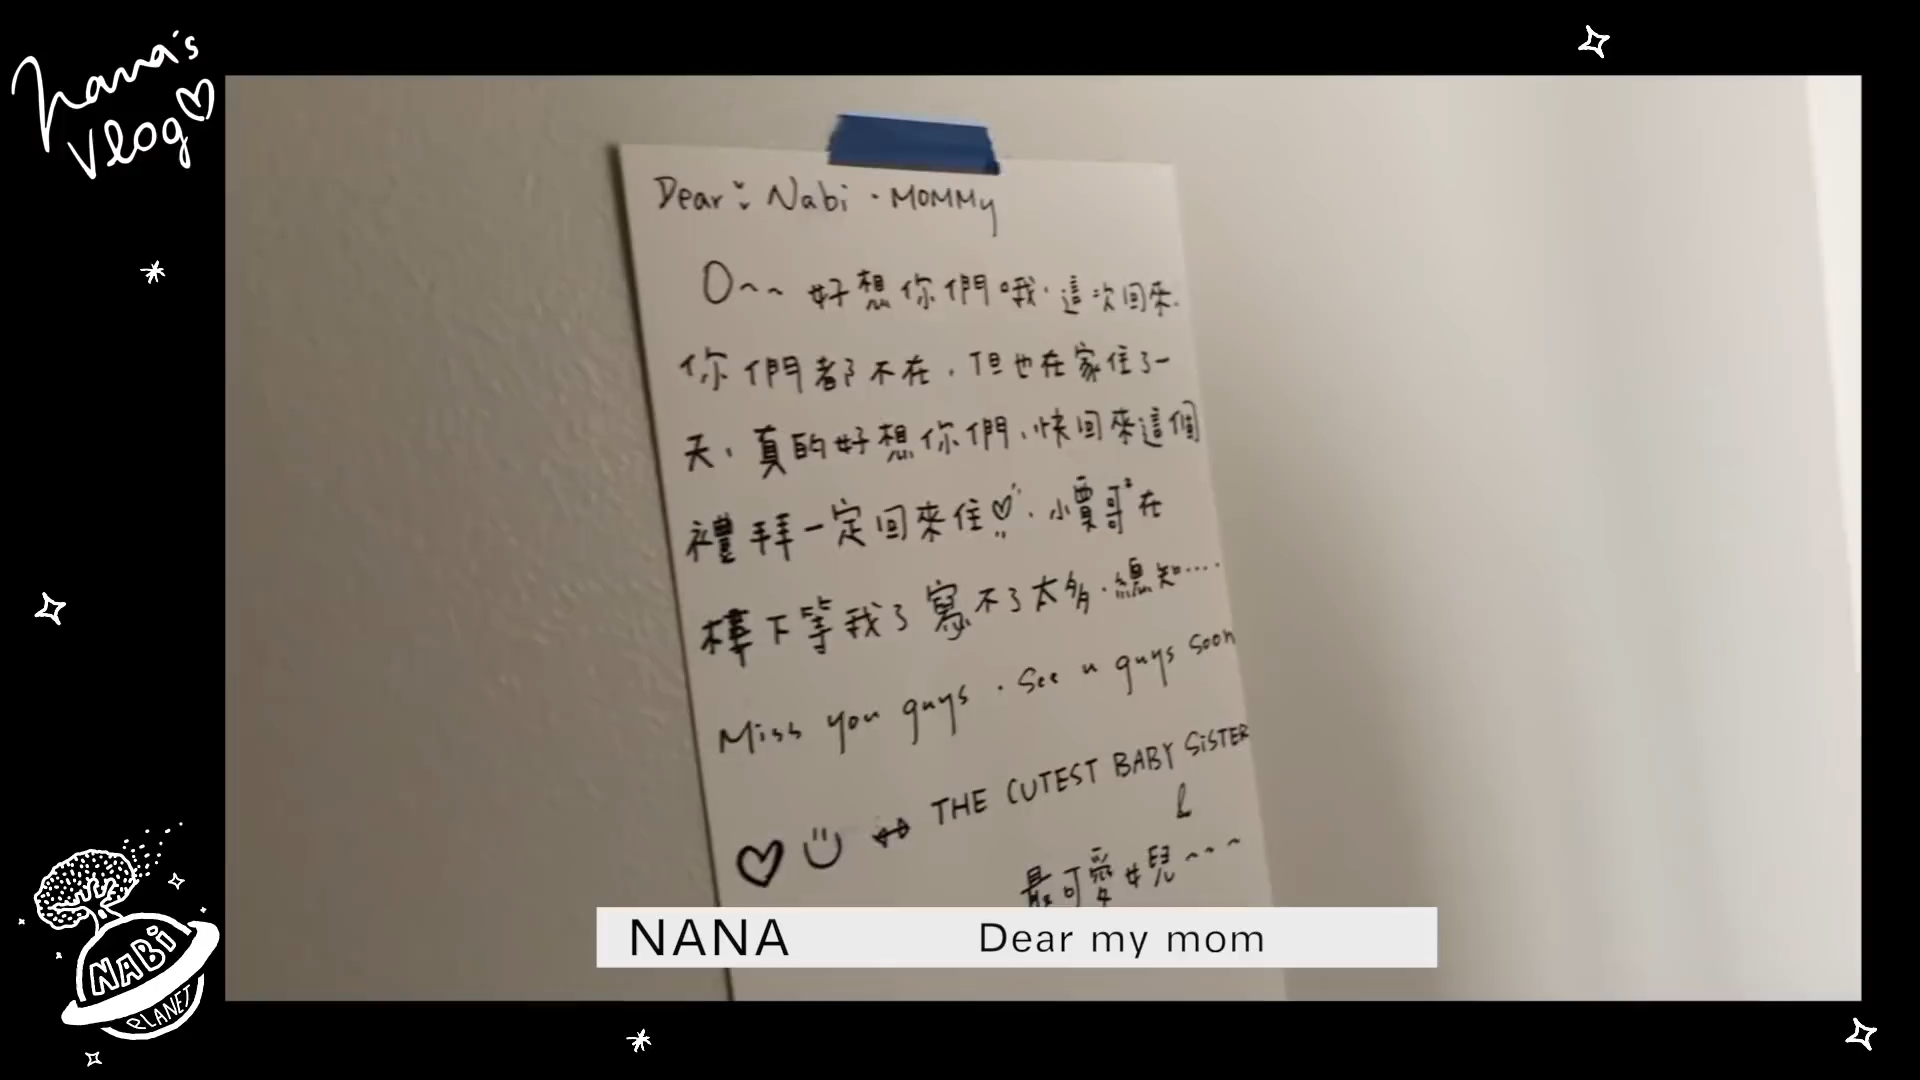 Nana's
Vlog
Dear: Nabi · MOMMy
O~~ 好想你們哦·這次回來.
你們都不在,但也在家住了一
天、真的好想你們、快回來這個
禮拜一定回來住♡. 小賈哥在
樓下等我了寫不了太多·總知....
Miss you guys · See u guys soon
THE CUTEST BABY SiSTER
&
最可愛女兒~~~
NANA Dear my mom
NABi
PLANET